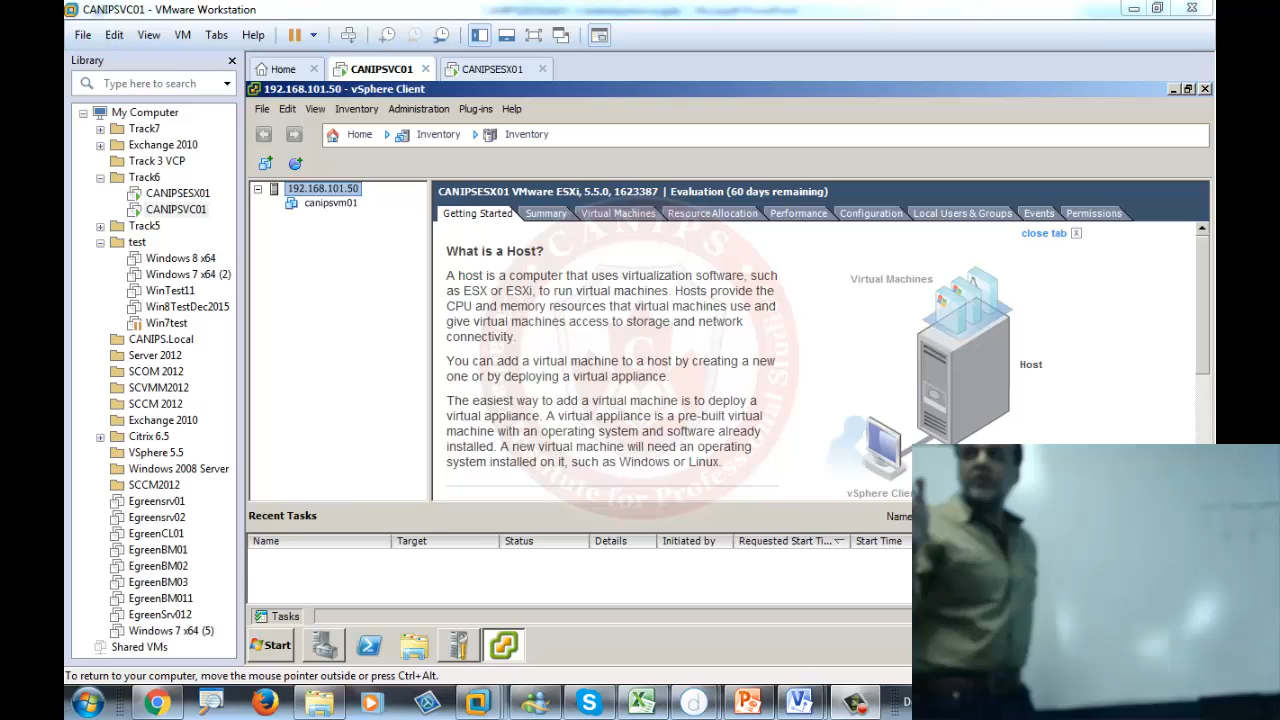 CANIPSVC01 - VMware Workstation
File Edit View VM Tabs Help
Library
Type here to search
My Computer
Track7
Exchange 2010
Track 3 VCP
Track6
CANIPSESX01
CANIPSVC01
Track5
test
Windows 8 x64
Windows 7 x64 (2)
WinTest11
Win8TestDec2015
Win7test
CANIPS.Local
Server 2012
SCOM 2012
SCVMM2012
SCCM 2012
Exchange 2010
Citrix 6.5
VSphere 5.5
Windows 2008 Server
SCCM2012
Egreensrv01
Egreensrv02
EgreenCL01
EgreenBM01
EgreenBM02
EgreenBM03
EgreenBM011
EgreenSrv012
Windows 7 x64 (5)
Shared VMs
Home CANIPSVC01 CANIPSESX01
192.168.101.50 - vSphere Client
File Edit View Inventory Administration Plug-ins Help
Home Inventory Inventory
192.168.101.50
canipsvm01
CANIPSESX01 VMware ESXi, 5.5.0, 1623387 | Evaluation (60 days remaining)
Getting Started Summary Virtual Machines Resource Allocation Performance Configuration Local Users & Groups Events Permissions
close tab X
What is a Host?
A host is a computer that uses virtualization software, such
as ESX or ESXi, to run virtual machines. Hosts provide the
CPU and memory resources that virtual machines use and
give virtual machines access to storage and network
connectivity.
You can add a virtual machine to a host by creating a new
one or by deploying a virtual appliance.
The easiest way to add a virtual machine is to deploy a
virtual appliance. A virtual appliance is a pre-built virtual
machine with an operating system and software already
installed. A new virtual machine will need an operating
system installed on it, such as Windows or Linux.
Virtual Machines
Host
vSphere Clie
CANIPS
Recent Tasks
Name
Name Target Status Details Initiated by Requested Start Ti... Start Time
Tasks
Start
To return to your computer, move the mouse pointer outside or press Ctrl+Alt.